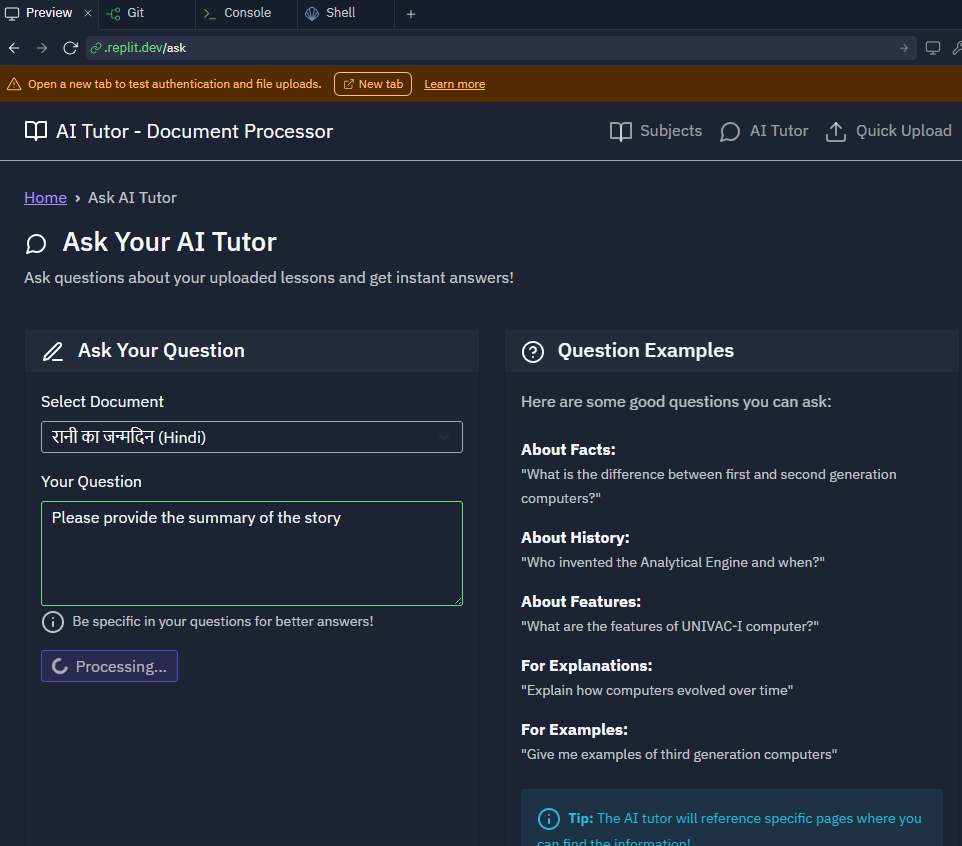 Preview
Git
Console
Shell
.replit.dev/ask
Open a new tab to test authentication and file uploads.
New tab
Learn more
AI Tutor - Document Processor
Subjects
AI Tutor
Quick Upload
Home › Ask AI Tutor
Ask Your AI Tutor
Ask questions about your uploaded lessons and get instant answers!
Ask Your Question
Select Document
रानी का जन्मदिन (Hindi)
Your Question
Please provide the summary of the story
Be specific in your questions for better answers!
Processing...
Question Examples
Here are some good questions you can ask:
About Facts:
"What is the difference between first and second generation
computers?"
About History:
"Who invented the Analytical Engine and when?"
About Features:
"What are the features of UNIVAC-I computer?"
For Explanations:
"Explain how computers evolved over time"
For Examples:
"Give me examples of third generation computers"
Tip: The AI tutor will reference specific pages where you
can find the information!